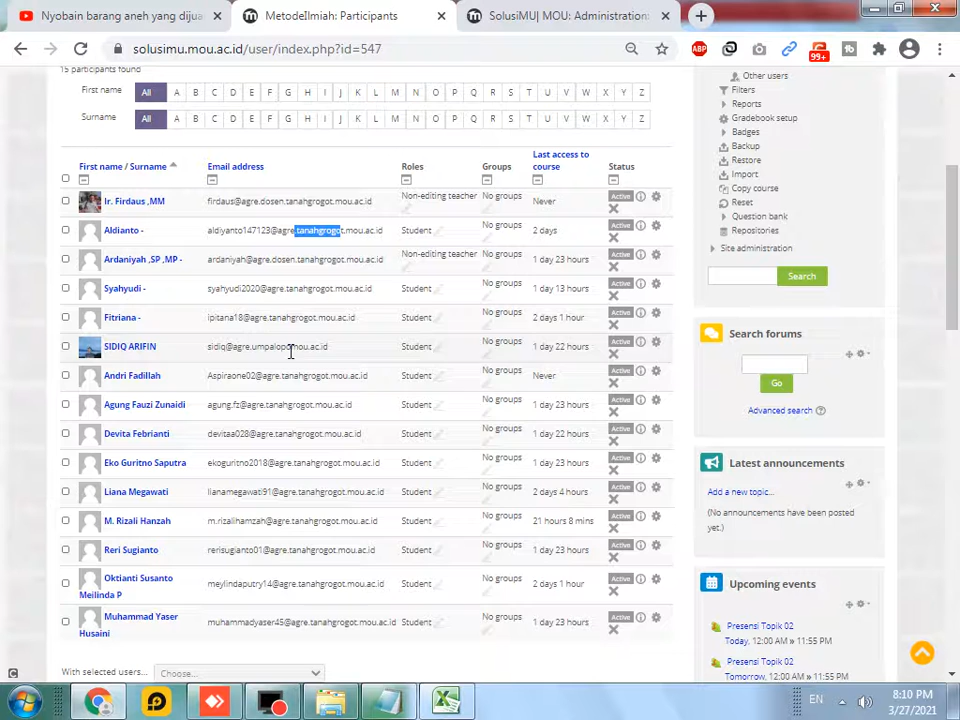 Nyobain barang aneh yang dijua
MetodeIlmiah: Participants
SolusiMU| MOU: Administration:
solusimu.mou.ac.id/user/index.php?id=547
ABP
99+
15 participants found
First name All A B C D E F G H I J K L M N O P Q R S T U V W X Y Z
Surname All A B C D E F G H I J K L M N O P Q R S T U V W X Y Z
First name / Surname Email address Roles Groups Last access to course Status
Ir. Firdaus ,MM firdaus@agre.dosen.tanahgrogot.mou.ac.id Non-editing teacher No groups Never Active
Aldianto - aldiyanto147123@agre.tanahgrogot.mou.ac.id Student No groups 2 days Active
Ardaniyah ,SP ,MP - ardaniyah@agre.dosen.tanahgrogot.mou.ac.id Non-editing teacher No groups 1 day 23 hours Active
Syahyudi - syahyudi2020@agre.tanahgrogot.mou.ac.id Student No groups 1 day 13 hours Active
Fitriana - ipitana18@agre.tanahgrogot.mou.ac.id Student No groups 2 days 1 hour Active
SIDIQ ARIFIN Student No groups 1 day 22 hours Active
Andri Fadillah Aspiraone02@agre.tanahgrogot.mou.ac.id Student No groups Never Active
Agung Fauzi Zunaidi agung.fz@agre.tanahgrogot.mou.ac.id Student No groups 1 day 23 hours Active
Devita Febrianti devitaa028@agre.tanahgrogot.mou.ac.id Student No groups 1 day 22 hours Active
Eko Guritno Saputra ekoguritno2018@agre.tanahgrogot.mou.ac.id Student No groups 1 day 23 hours Active
Liana Megawati lianamegawati91@agre.tanahgrogot.mou.ac.id Student No groups 2 days 4 hours Active
M. Rizali Hanzah m.rizalihamzah@agre.tanahgrogot.mou.ac.id Student No groups 21 hours 8 mins Active
Reri Sugianto rerisugianto01@agre.tanahgrogot.mou.ac.id Student No groups 1 day 23 hours Active
Oktianti Susanto Meilinda P meylindaputry14@agre.tanahgrogot.mou.ac.id Student No groups 2 days 1 hour Active
Muhammad Yaser Husaini muhammadyaser45@agre.tanahgrogot.mou.ac.id Student No groups 1 day 23 hours Active
With selected users... Choose...
Other users
Filters
Reports
Gradebook setup
Badges
Backup
Restore
Import
Copy course
Reset
Question bank
Repositories
Site administration
Search
Search forums
Go
Advanced search
Latest announcements
Add a new topic...
(No announcements have been posted
yet.)
Upcoming events
Presensi Topik 02
Today, 12:00 AM » 11:55 PM
Presensi Topik 02
Tomorrow, 12:00 AM » 11:55 PM
EN
8:10 PM
3/27/2021